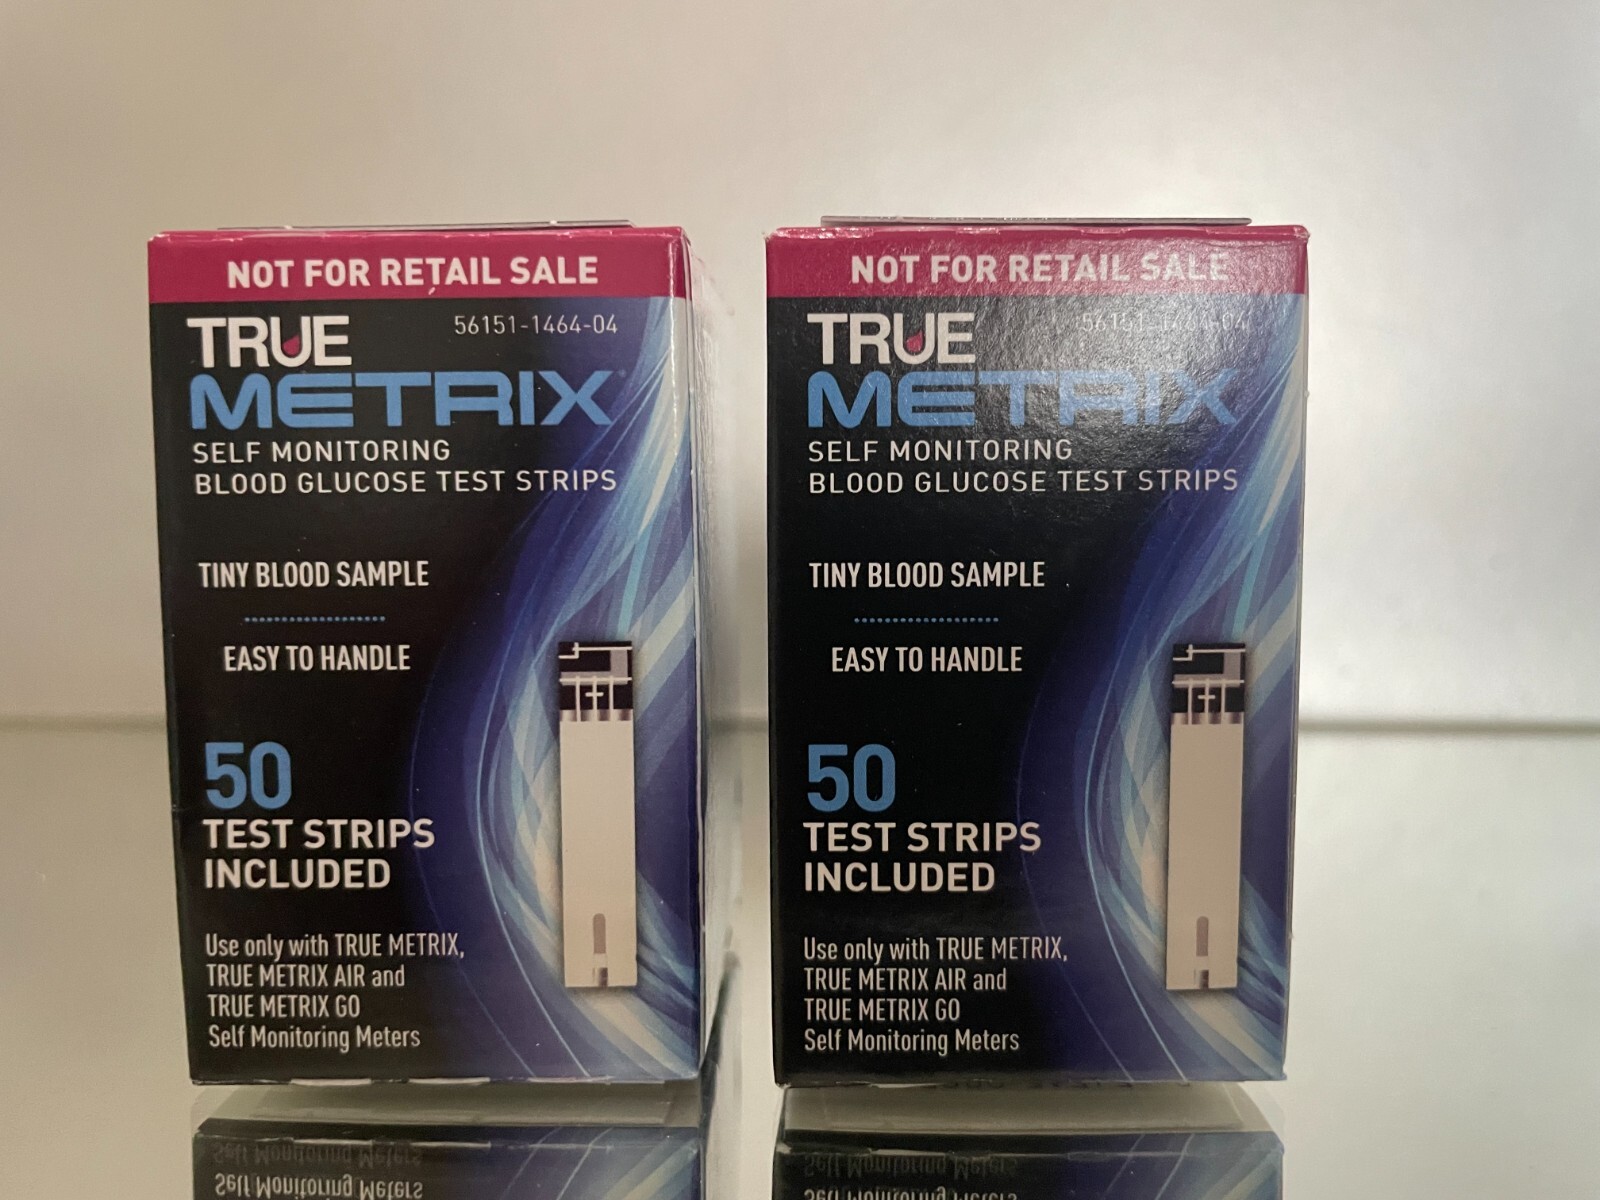 NOT FOR RETAIL SALE
TRUE
56151-1464-04
METRIX
SELF MONITORING
BLOOD GLUCOSE TEST STRIPS
TINY BLOOD SAMPLE
EASY TO HANDLE
50
TEST STRIPS
INCLUDED
Use only with TRUE METRIX,
TRUE METRIX AIR and
TRUE METRIX GO
Self Monitoring Meters
NOT FOR RETAIL SALE
TRUE
56151-1464-04
METRIX
SELF MONITORING
BLOOD GLUCOSE TEST STRIPS
TINY BLOOD SAMPLE
EASY TO HANDLE
50
TEST STRIPS
INCLUDED
Use only with TRUE METRIX,
TRUE METRIX AIR and
TRUE METRIX GO
Self Monitoring Meters